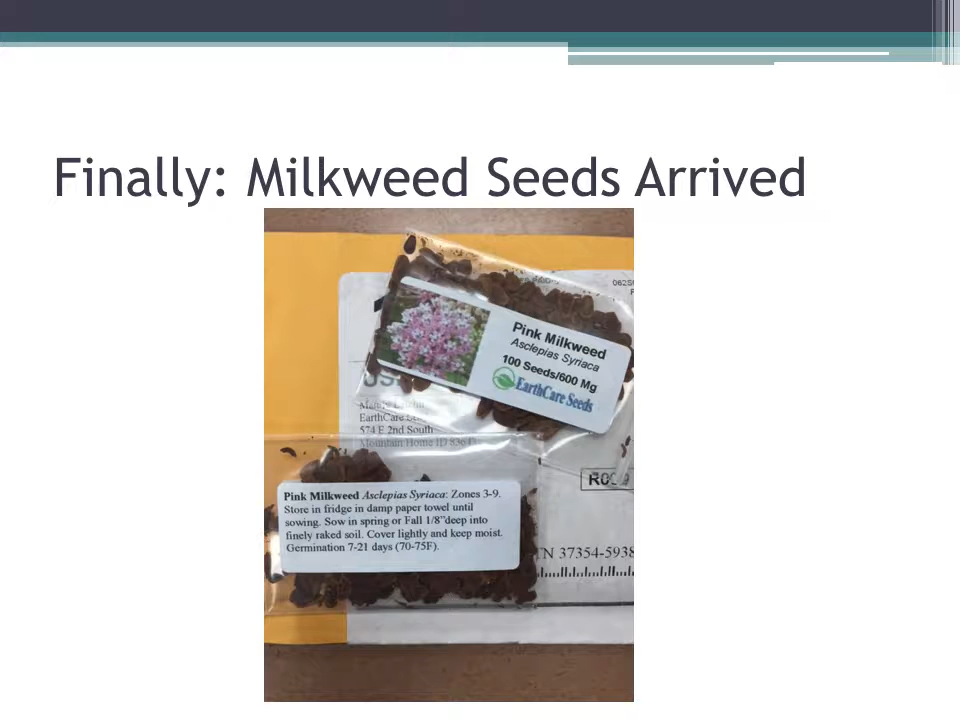 Finally: Milkweed Seeds Arrived
Pink Milkweed
Asclepias Syriaca
100 Seeds/600 Mg
EarthCare Seeds
EarthCare
574 E 2nd South
Mountain Home ID
Pink Milkweed Asclepias Syriaca: Zones 3-9.
Store in fridge in damp paper towel until
sowing. Sow in spring or Fall 1/8"deep into
finely raked soil. Cover lightly and keep moist.
Germination 7-21 days (70-75F).
TN 37354-5938